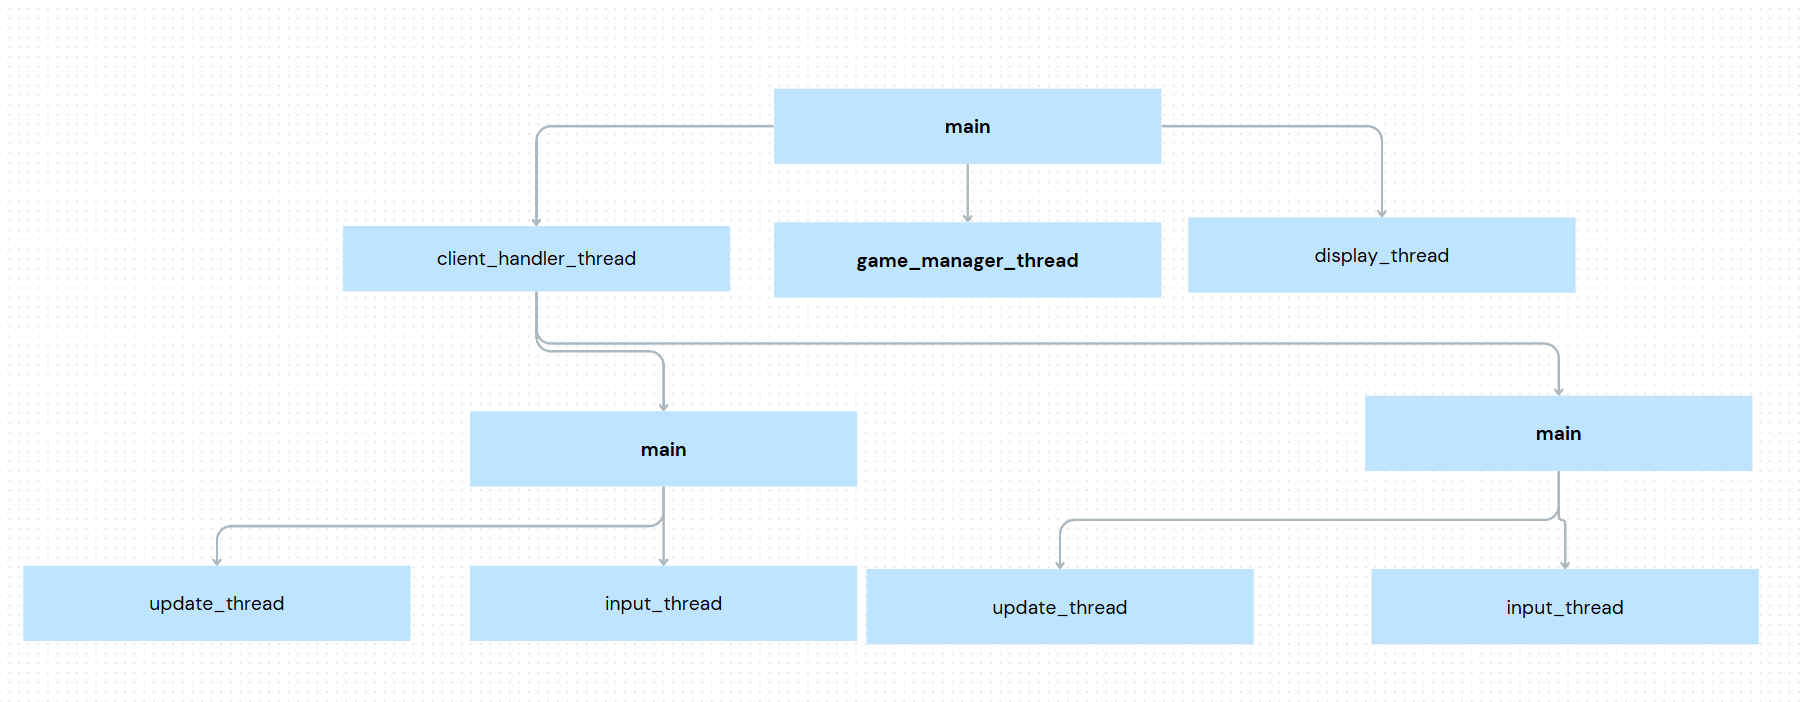 main
client_handler_thread
game_manager_thread
display_thread
main
main
update_thread
input_thread
update_thread
input_thread